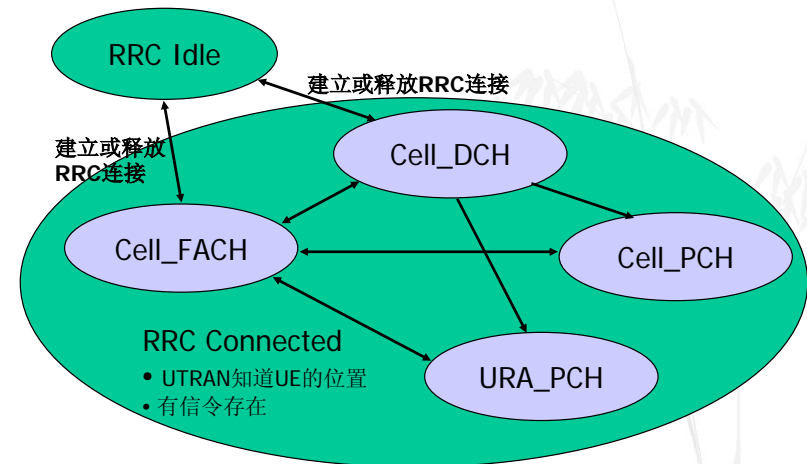 RRC Idle
建立或释放RRC连接
建立或释放
RRC连接
Cell_DCH
Cell_FACH
Cell_PCH
RRC Connected
• UTRAN知道UE的位置
• 有信令存在
URA_PCH